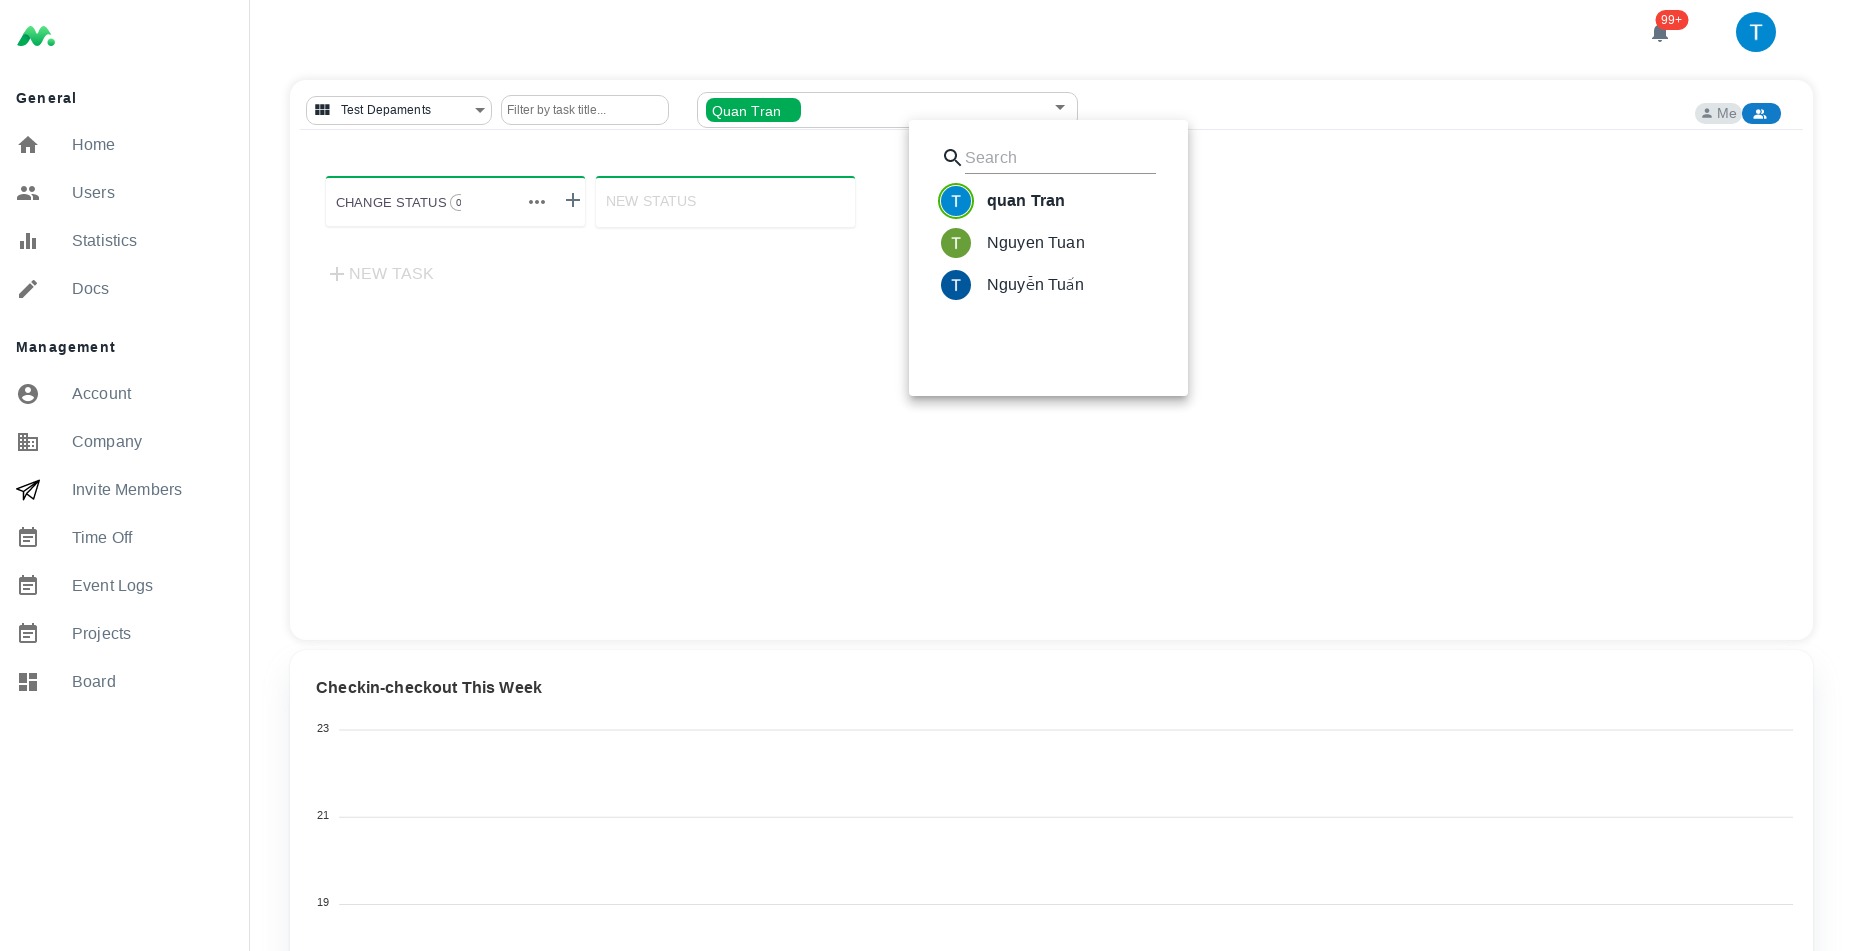 General
Home
Users
Statistics
Docs
Management
Account
Company
Invite Members
Time Off
Event Logs
Projects
Board
99+
T
Test Depaments
Filter by task title...
Quan Tran
Me
CHANGE STATUS 0
NEW STATUS
NEW TASK
Search
T quan Tran
T Nguyen Tuan
T Nguyễn Tuấn
Checkin-checkout This Week
23
21
19